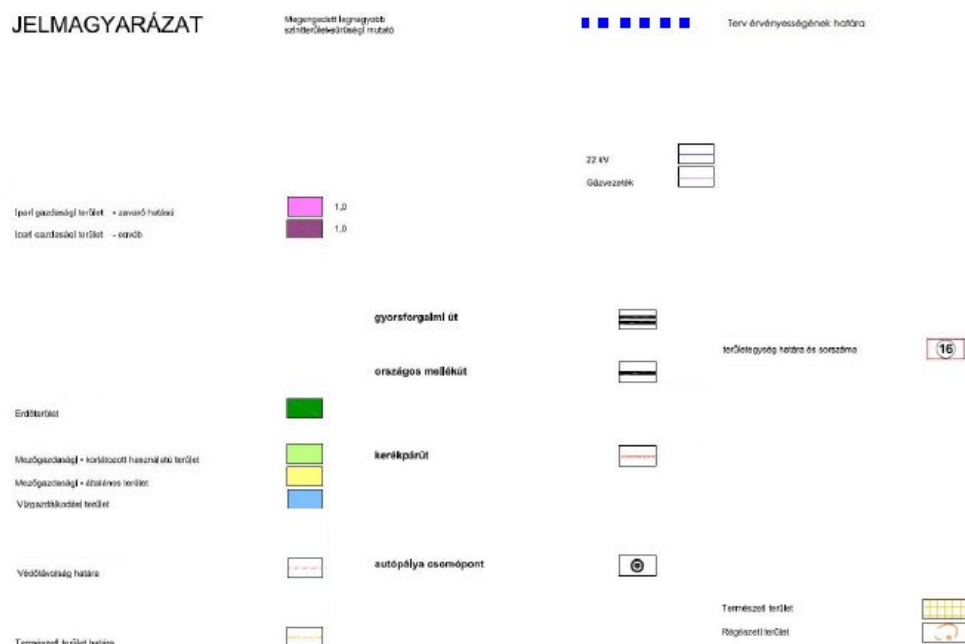 JELMAGYARÁZAT
Megengedett legnagyobb
szintterület-sűrűségi mutató
Terv érvényességének határa
22 kV
Gázvezeték
Ipari gazdasági terület - zavaró hatású
1,0
Ipari gazdasági terület - egyéb
1,0
gyorsforgalmi út
területegység határa és sorszáma
16
országos mellékút
Erdőterület
Mezőgazdasági - korlátozott használatú terület
kerékpárút
Mezőgazdasági - általános terület
Vízgazdálkodási terület
Védőtávolság határa
autópálya csomópont
Természeti terület
Régészeti terület
R
Természeti terület határa